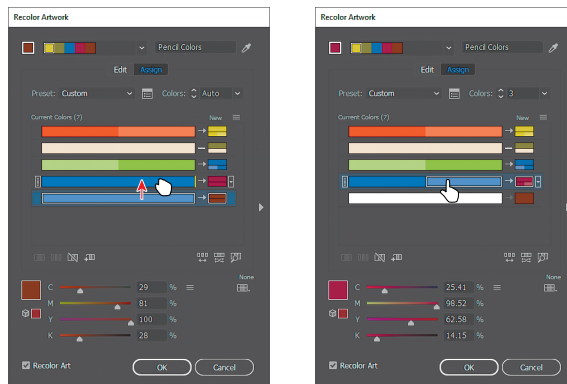 Recolor Artwork
Pencil Colors
Edit Assign
Preset: Custom Colors: Auto
Current Colors (7) New
None
C 29 %
M 81 %
Y 100 %
K 28 %
Recolor Art OK Cancel
Recolor Artwork
Pencil Colors
Edit Assign
Preset: Custom Colors: 3
Current Colors (7) New
None
C 25.41 %
M 98.52 %
Y 62.58 %
K 14.15 %
Recolor Art OK Cancel